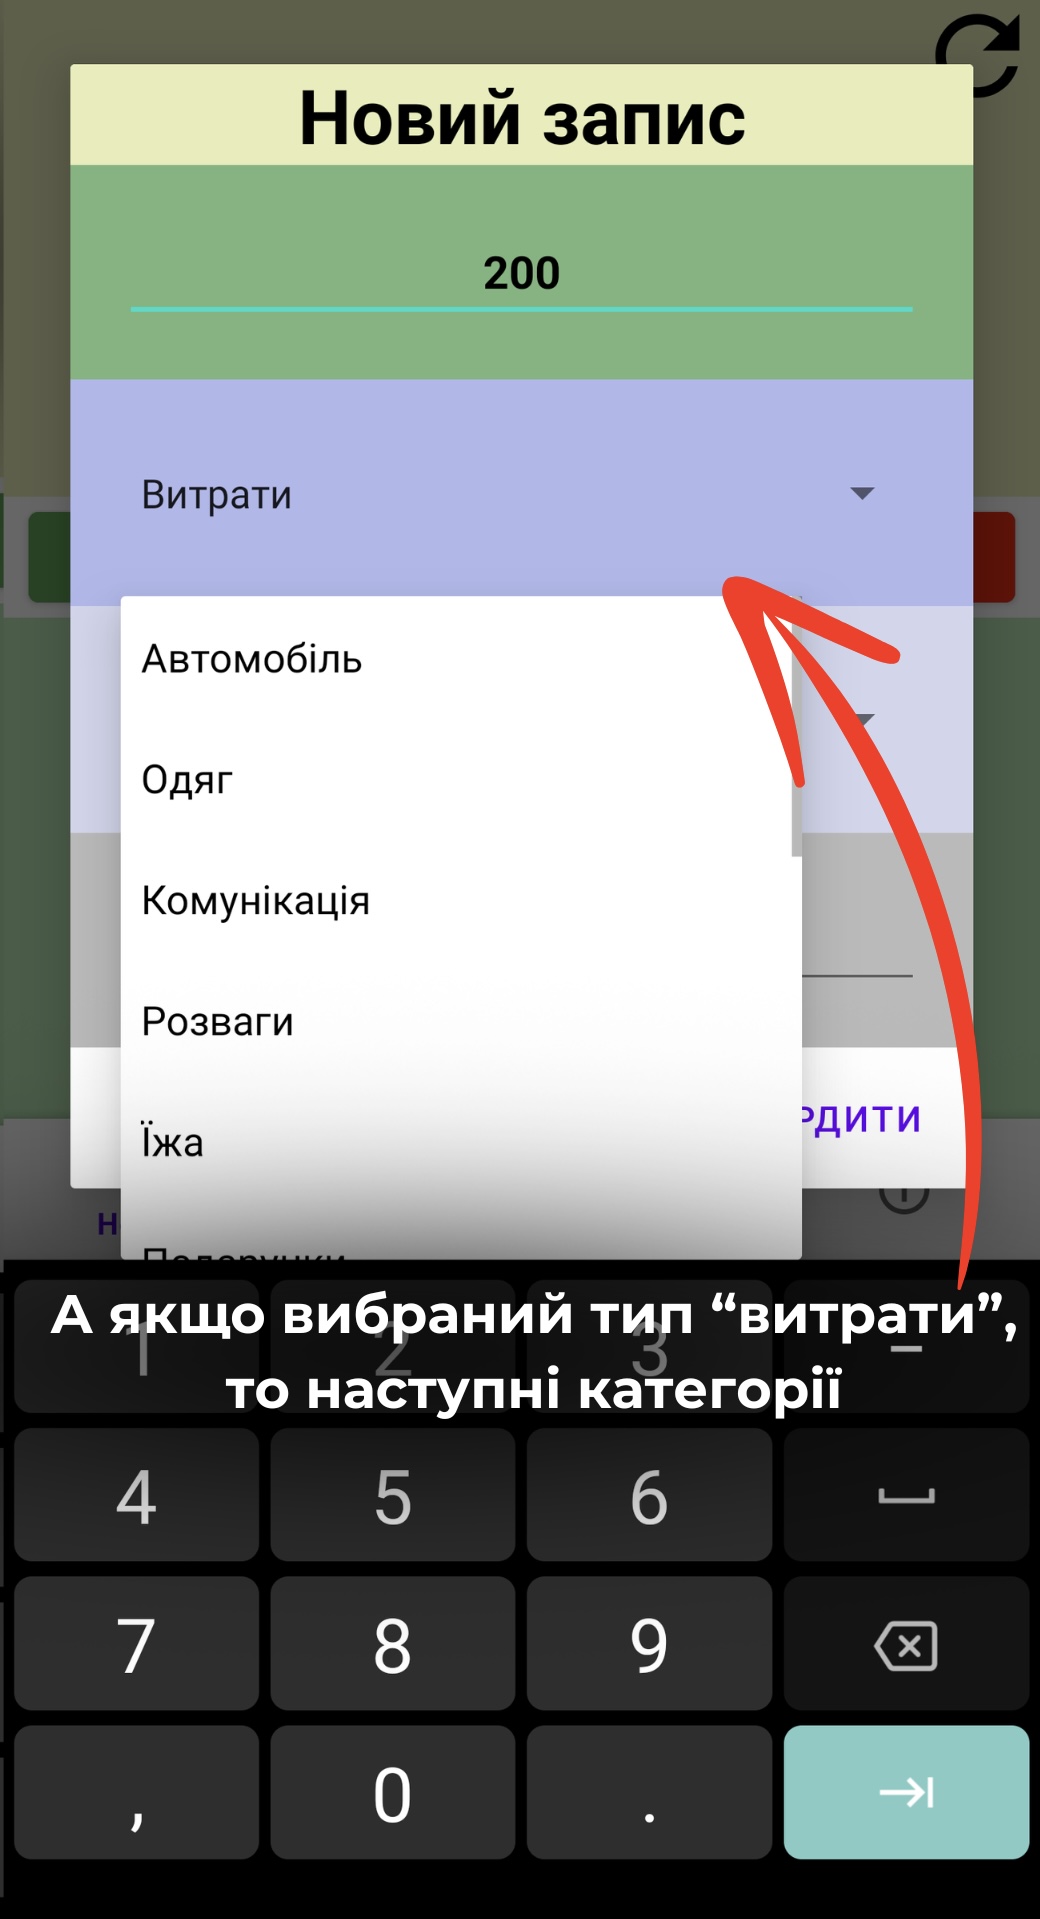 Новий запис
200
Витрати
Автомобіль
Одяг
Комунікація
Розваги
Їжа
РДИТИ
Подарунки
А якщо вибраний тип “витрати”,
то наступні категорії
1 2 3 –
4 5 6
7 8 9
, 0 .